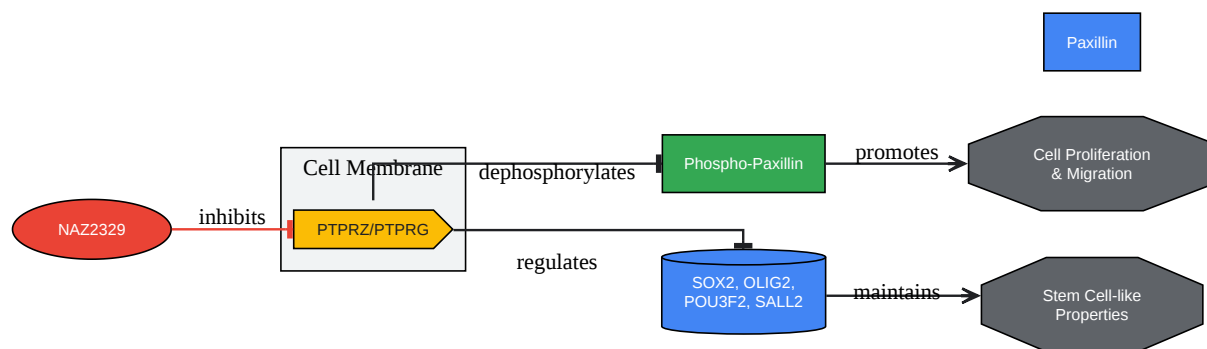 Paxillin
Cell Membrane
dephosphorylates
Phospho-Paxillin
promotes
Cell Proliferation
& Migration
NAZ2329
inhibits
PTPRZ/PTPRG
regulates
SOX2, OLIG2,
POU3F2, SALL2
maintains
Stem Cell-like
Properties